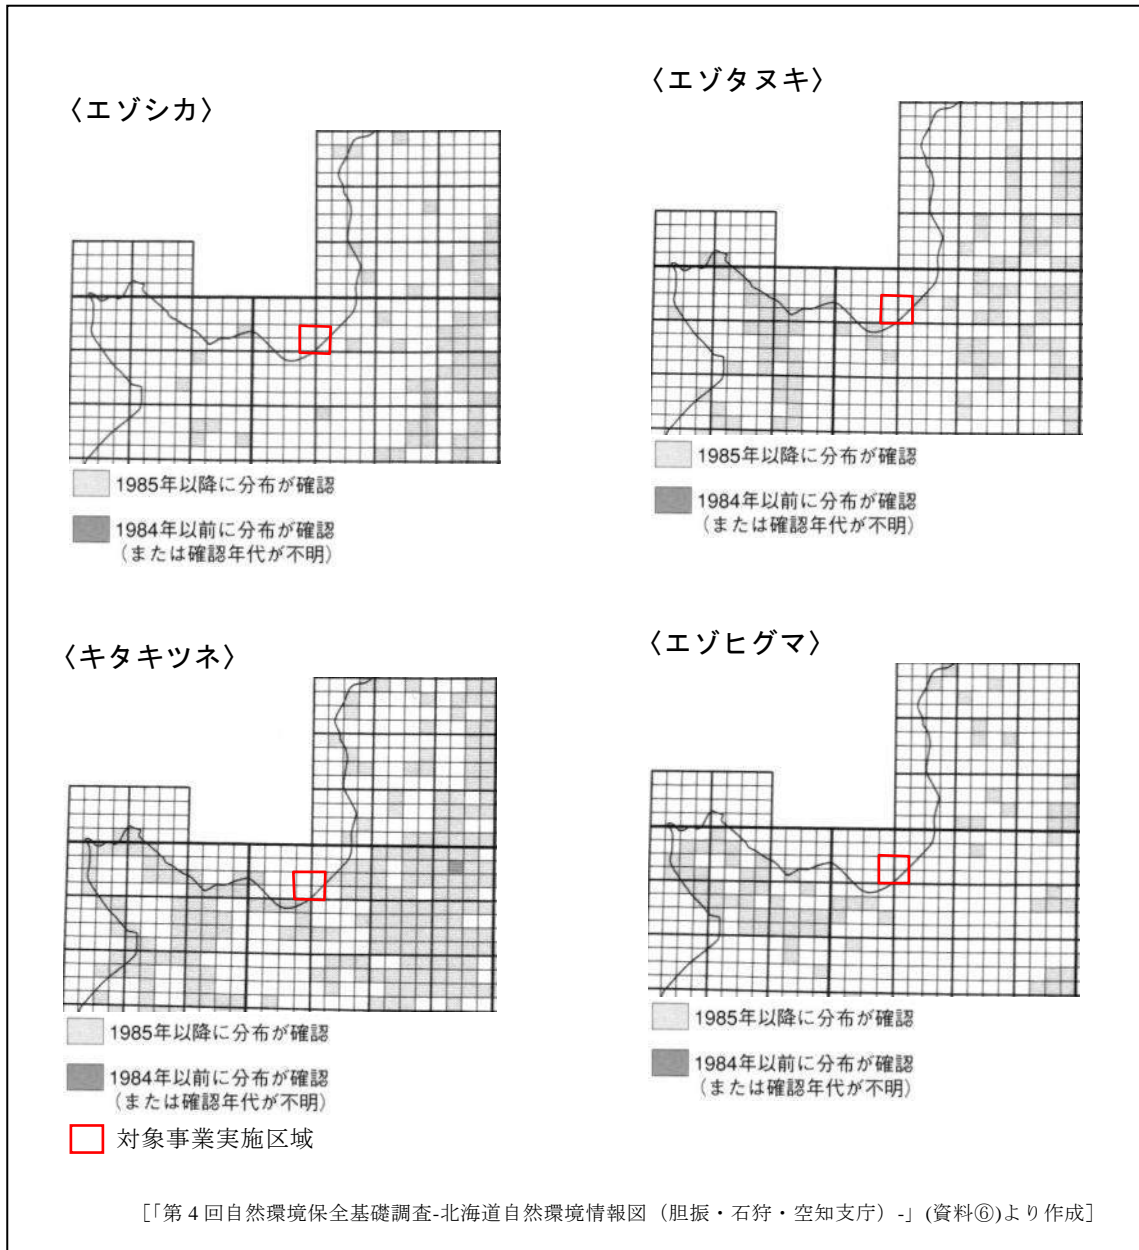 〈エゾシカ〉
1985年以降に分布が確認
1984年以前に分布が確認
(または確認年代が不明)
〈エゾタヌキ〉
1985年以降に分布が確認
1984年以前に分布が確認
(または確認年代が不明)
〈キタキツネ〉
1985年以降に分布が確認
1984年以前に分布が確認
(または確認年代が不明)
〈エゾヒグマ〉
1985年以降に分布が確認
1984年以前に分布が確認
(または確認年代が不明)
対象事業実施区域
[「第4回自然環境保全基礎調査-北海道自然環境情報図(胆振・石狩・空知支庁)-」(資料⑥)より作成]